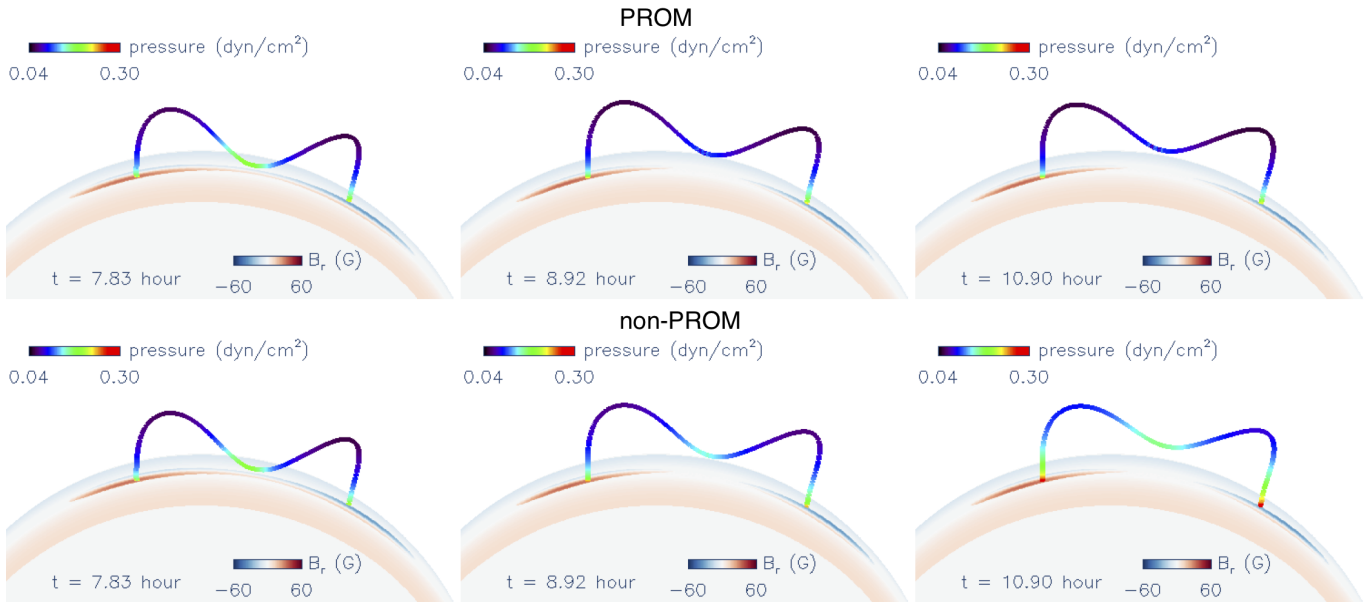 PROM
pressure (dyn/cm²) pressure (dyn/cm²) pressure (dyn/cm²)
0.04 0.30 0.04 0.30 0.04 0.30
B_r (G) B_r (G) B_r (G)
t = 7.83 hour −60 60 t = 8.92 hour −60 60 t = 10.90 hour −60 60
non-PROM
pressure (dyn/cm²) pressure (dyn/cm²) pressure (dyn/cm²)
0.04 0.30 0.04 0.30 0.04 0.30
B_r (G) B_r (G) B_r (G)
t = 7.83 hour −60 60 t = 8.92 hour −60 60 t = 10.90 hour −60 60